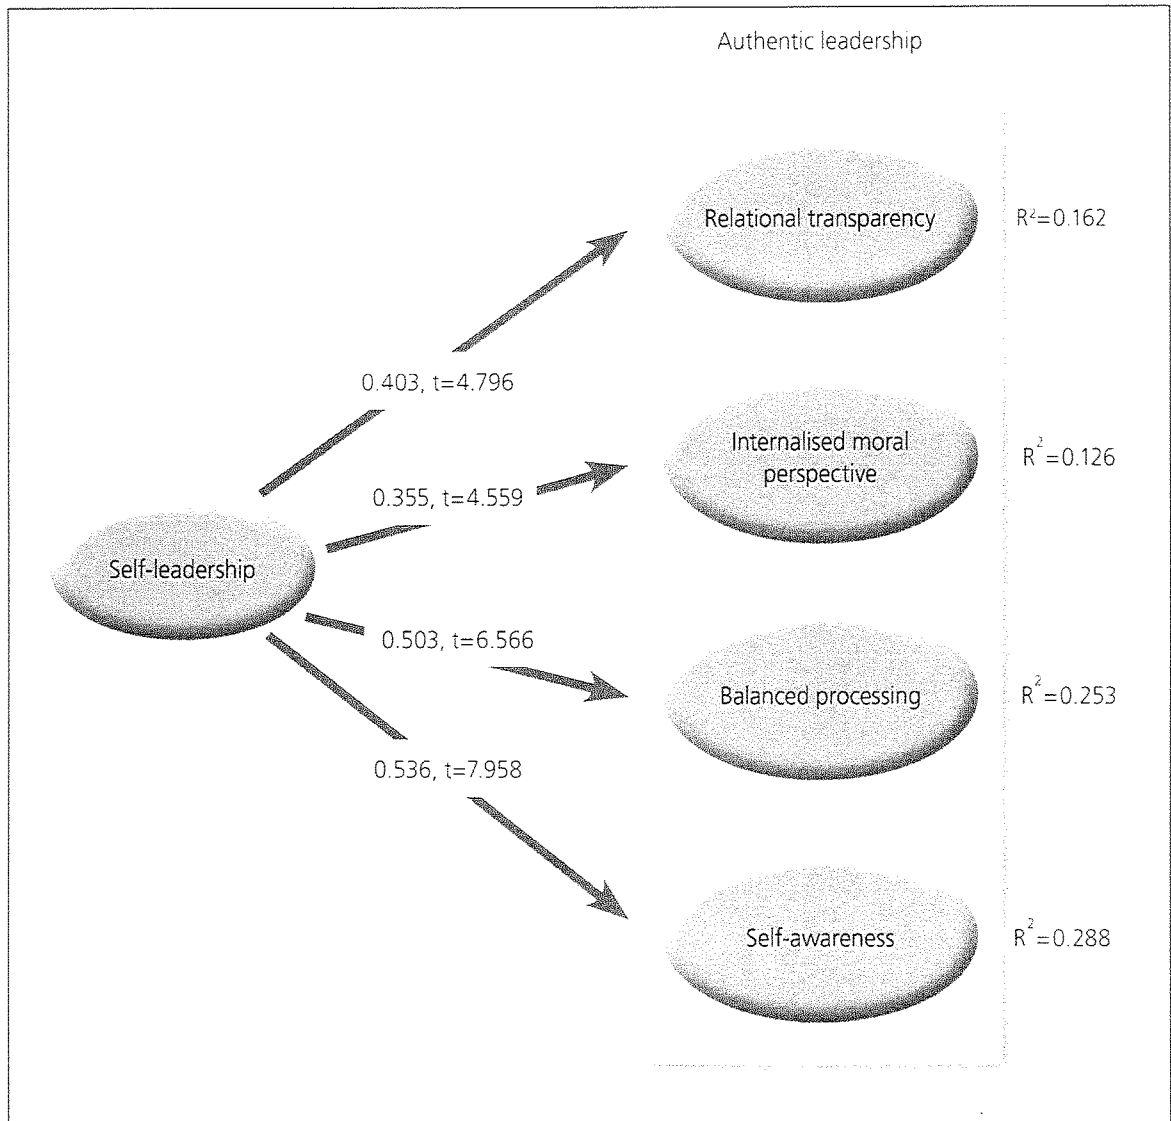 Authentic leadership
Relational transparency
R²=0.162
0.403, t=4.796
Internalised moral
perspective
R²=0.126
0.355, t=4.559
Self-leadership
0.503, t=6.566
Balanced processing
R²=0.253
0.536, t=7.958
Self-awareness
R²=0.288